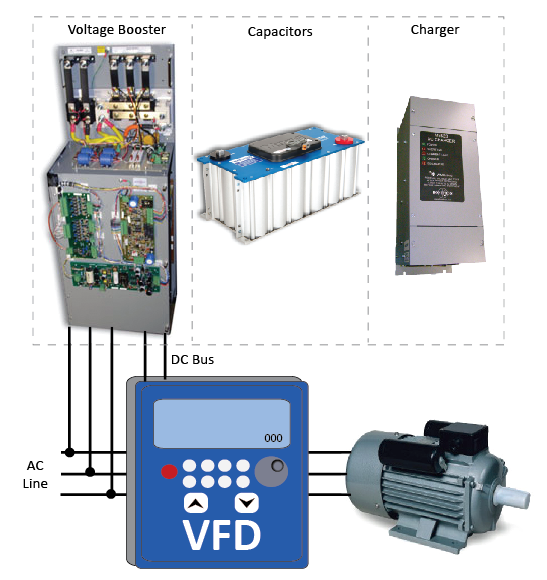 Voltage Booster
Capacitors
Charger
DC Bus
000
AC
Line
VFD